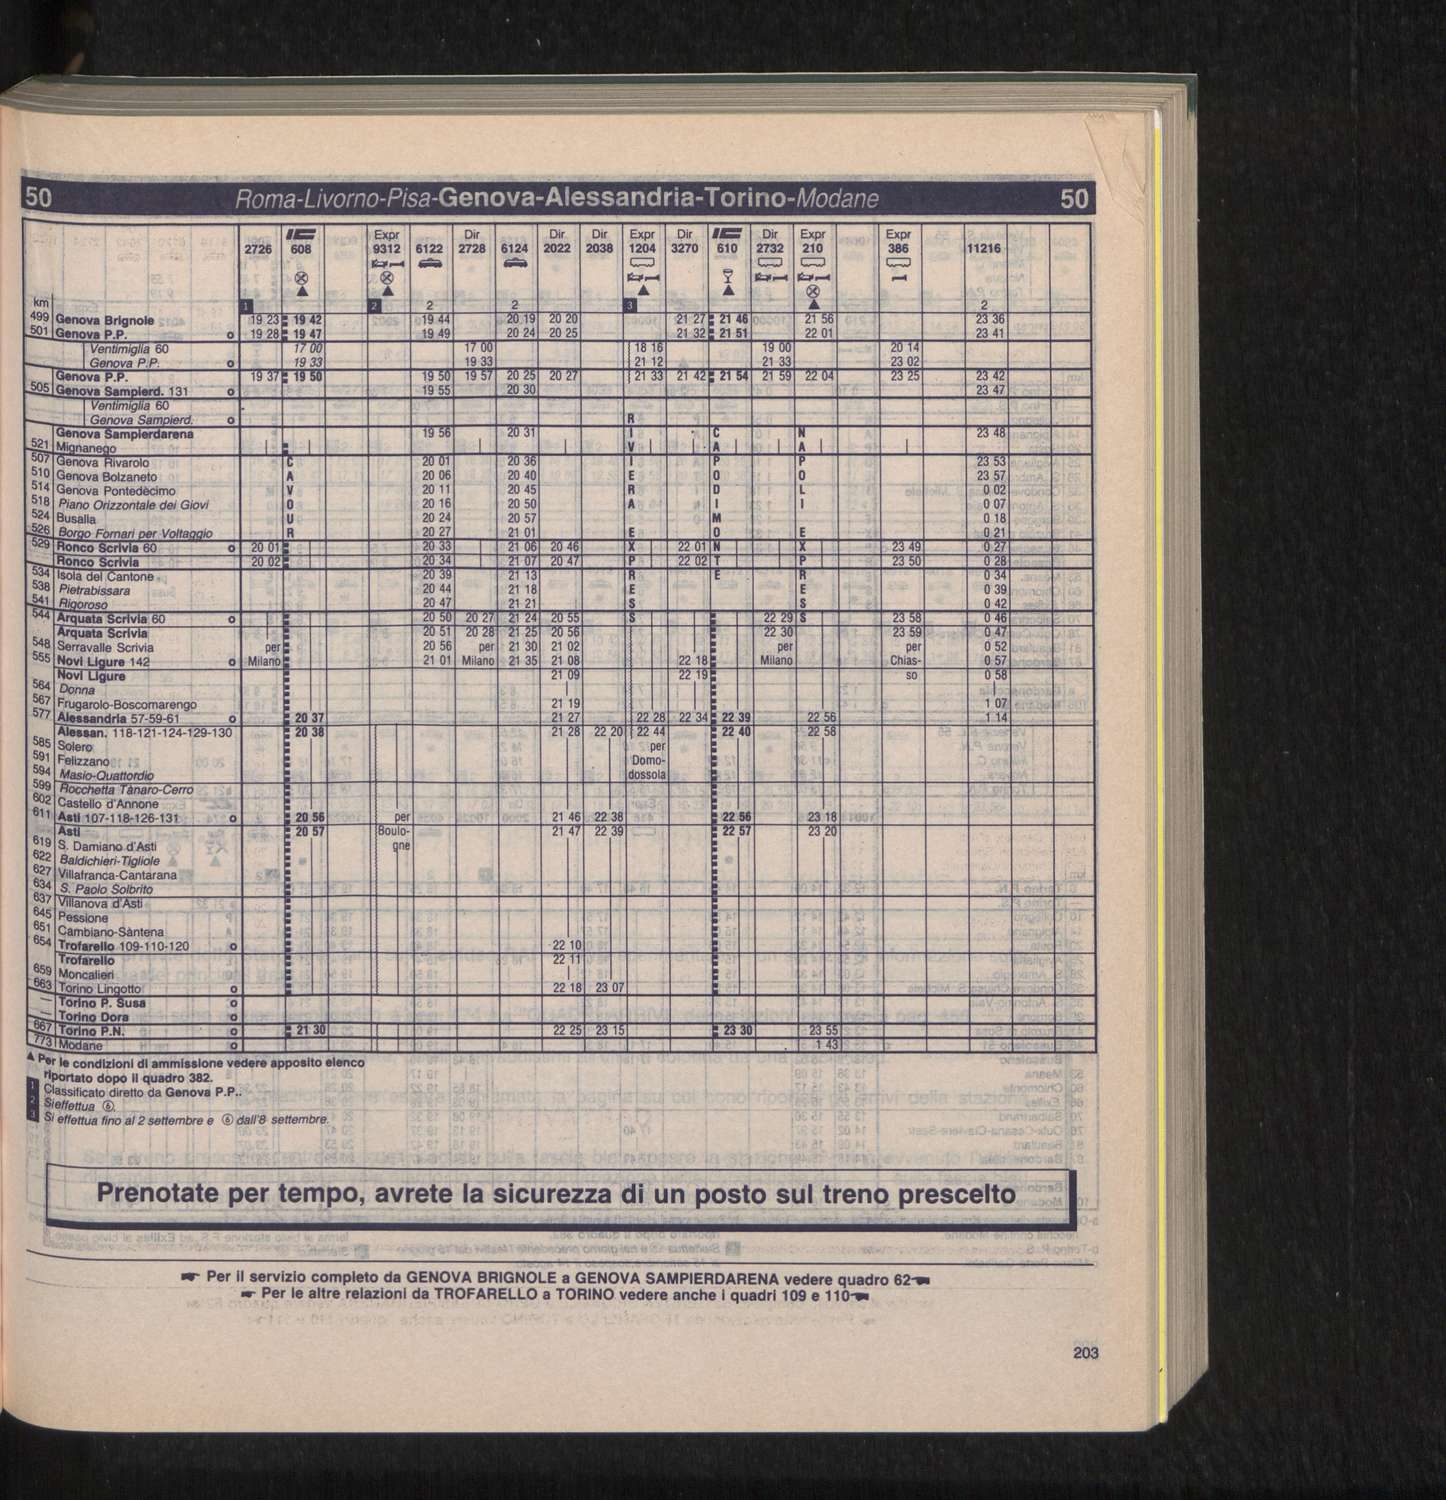 50 Roma-Livorno-Pisa-Genova-Alessandria-Torino-Modane 50
2726 608 Expr 9312 6122 Dir 2728 6124 Dir 2022 Dir 2038 Expr 1204 Dir 3270 IC 610 Dir 2732 Expr 210 Expr 386 11216
km 1 2 2 2 3 2
499 Genova Brignole 19 23 19 42 19 44 20 19 20 20 21 27 21 46 21 56 23 36
501 Genova P.P. o 19 28 19 47 19 49 20 24 20 25 21 32 21 51 22 01 23 41
Ventimiglia 60 17 00 17 00 18 16 19 00 20 14
Genova P.P. o 19 33 19 33 21 12 21 33 23 02
Genova P.P. 19 37 19 50 19 50 19 57 20 25 20 27 21 33 21 42 21 54 21 59 22 04 23 25 23 42
505 Genova Sampierd. 131 o 19 55 20 30 23 47
Ventimiglia 60
Genova Sampierd. o R
Genova Sampierdarena 19 56 20 31 I C N 23 48
521 Mignanego V A A
507 Genova Rivarolo C 20 01 20 36 I P P 23 53
510 Genova Bolzaneto A 20 06 20 40 E O O 23 57
514 Genova Pontedècimo V 20 11 20 45 R D L 0 02
518 Piano Orizzontale dei Giovi O 20 16 20 50 A I I 0 07
524 Busalla U 20 24 20 57 M 0 18
526 Borgo Fornari per Voltaggio R 20 27 21 01 E O E 0 21
529 Ronco Scrivia 60 o 20 01 20 33 21 06 20 46 X 22 01 N X 23 49 0 27
Ronco Scrivia 20 02 20 34 21 07 20 47 P 22 02 T P 23 50 0 28
534 Isola del Cantone 20 39 21 13 R E R 0 34
538 Pietrabissara 20 44 21 18 E E 0 39
541 Rigoroso 20 47 21 21 S S 0 42
544 Arquata Scrivia 60 o 20 50 20 27 21 24 20 55 S 22 29 S 23 58 0 46
Arquata Scrivia 20 51 20 28 21 25 20 56 22 30 23 59 0 47
548 Serravalle Scrivia per 20 56 per 21 30 21 02 per per 0 52
555 Novi Ligure 142 o Milano 21 01 Milano 21 35 21 08 22 18 Milano Chias- 0 57
Novi Ligure 21 09 22 19 so 0 58
564 Donna
567 Frugarolo-Boscomarengo 21 19 1 07
577 Alessandria 57-59-61 o 20 37 21 27 22 28 22 34 22 39 22 56 1 14
Alessan. 118-121-124-129-130 20 38 21 28 22 20 22 44 22 40 22 58
585 Solero per
591 Felizzano Domo-
594 Masio-Quattordio dossola
599 Rocchetta Tànaro-Cerro
602 Castello d'Annone
611 Asti 107-118-126-131 o 20 56 per 21 46 22 38 22 56 23 18
Asti 20 57 Boulo- 21 47 22 39 22 57 23 20
619 S. Damiano d'Asti gne
622 Baldichieri-Tigliole
627 Villafranca-Cantarana
634 S. Paolo Solbrito
637 Villanova d'Asti
645 Pessione
651 Cambiano-Sàntena
654 Trofarello 109-110-120 o 22 10
Trofarello 22 11
659 Moncalieri
663 Torino Lingotto o 22 18 23 07
— Torino P. Susa o
— Torino Dora o
667 Torino P.N. o 21 30 22 25 23 15 23 30 23 55
773 Modane o 1 43
▲ Per le condizioni di ammissione vedere apposito elenco
riportato dopo il quadro 382.
1 Classificato diretto da Genova P.P..
2 Si effettua ⑥.
3 Si effettua fino al 2 settembre e ⑥ dall'8 settembre.
Prenotate per tempo, avrete la sicurezza di un posto sul treno prescelto
☛ Per il servizio completo da GENOVA BRIGNOLE a GENOVA SAMPIERDARENA vedere quadro 62 ☚
☛ Per le altre relazioni da TROFARELLO a TORINO vedere anche i quadri 109 e 110 ☚
203